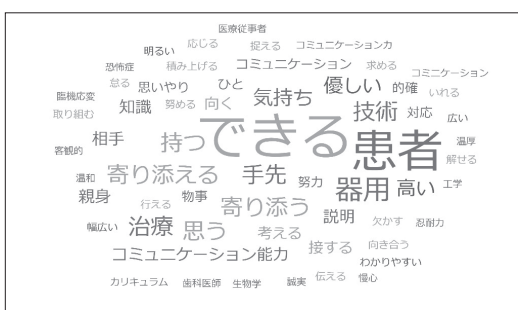 医療従事者
明るい 応じる 捉える コミュニケーション力
恐怖症 積み上げる コミュニケーション 求める コミニケーション
怠る 思いやり ひと 気持ち 優しい 的確 いれる
臨機応変 知識 努める 向く 技術 対応 広い
取り組む
客観的 相手 持つ できる 患者 温厚
解せる
温和 寄り添える 手先 努力 器用 高い 工学
親身 行える 物事 寄り添う 説明
幅広い 治療 思う 考える 欠かす 忍耐力
コミュニケーション能力 接する 向き合う
わかりやすい
カリキュラム 歯科医師 生物学 誠実 伝える 慢心